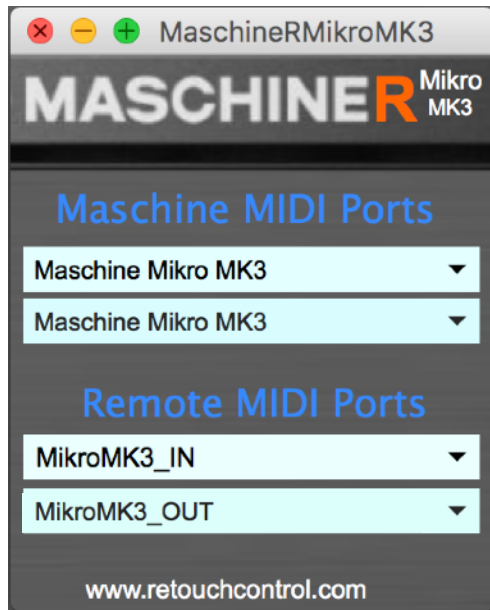 MaschineRMikroMK3
MASCHINER Mikro
MK3
Maschine MIDI Ports
Maschine Mikro MK3
Maschine Mikro MK3
Remote MIDI Ports
MikroMK3_IN
MikroMK3_OUT
www.retouchcontrol.com